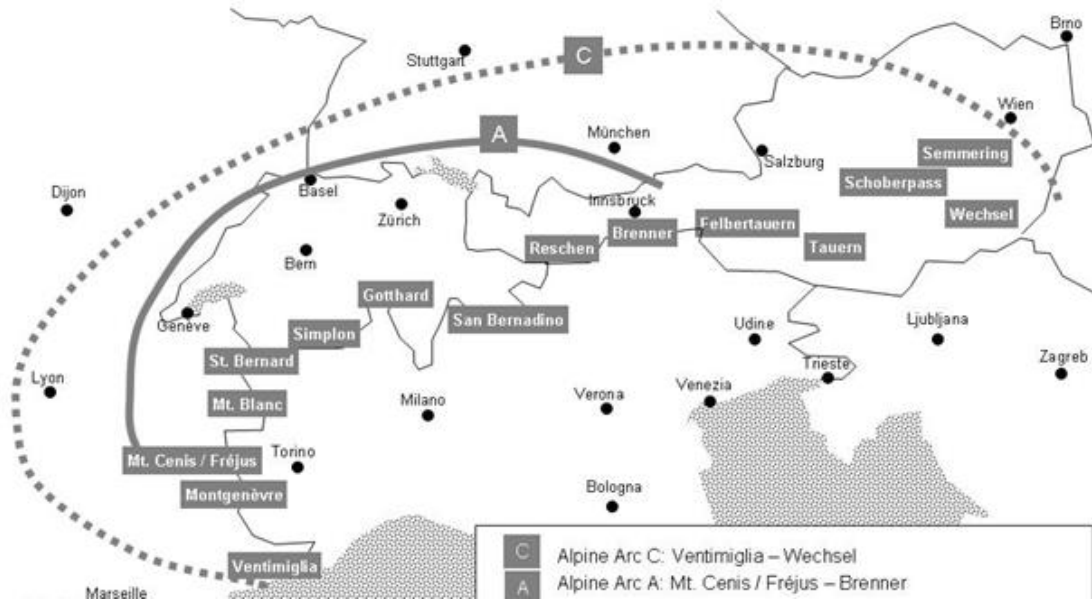 Brno
Stuttgart
C
Wien
A
München
Semmering
Salzburg
Schoberpass
Basel
Dijon
Zürich
Innsbruck
Wechsel
Felbertauern
Brenner
Reschen
Tauern
Bern
Gotthard
Genève
Simplon
San Bernadino
Udine
Ljubljana
St. Bernard
Zagreb
Lyon
Trieste
Mt. Blanc
Milano
Verona
Venezia
Mt. Cenis / Fréjus
Torino
Montgenèvre
Bologna
Ventimiglia
Marseille
C Alpine Arc C: Ventimiglia – Wechsel
A Alpine Arc A: Mt. Cenis / Fréjus – Brenner